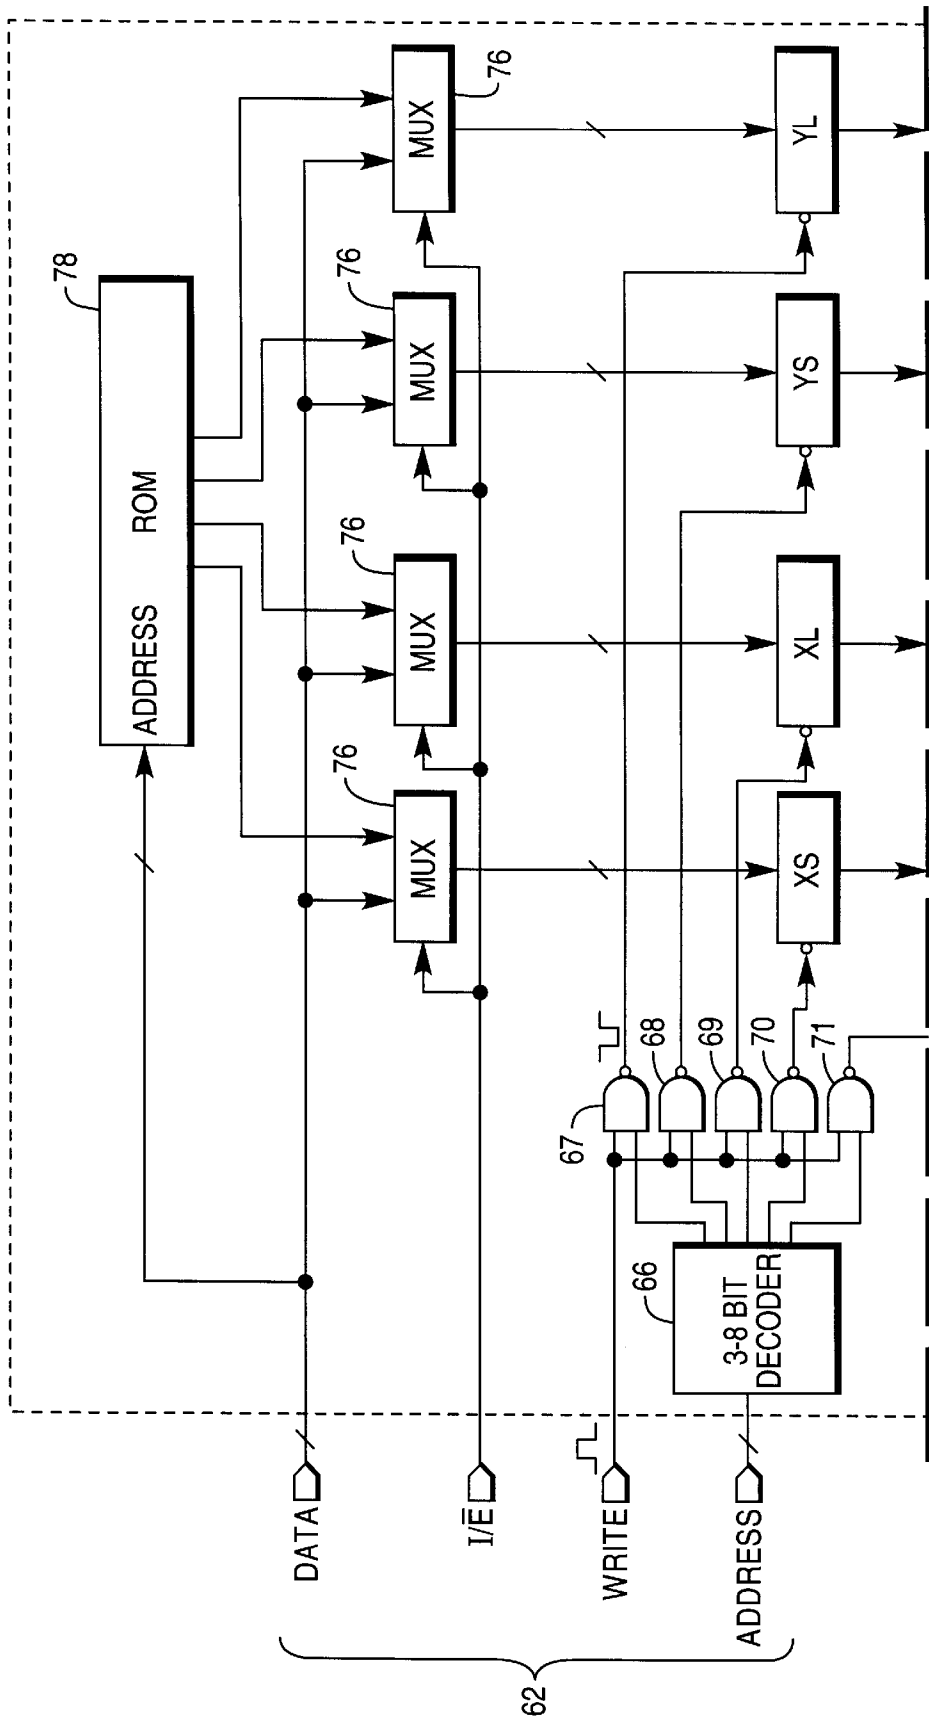 78
ADDRESS ROM
76
MUX
76
MUX
76
MUX
76
MUX
DATA
I/E̅
WRITE
ADDRESS
62
66
3-8 BIT
DECODER
67
68
69
70
71
XS
XL
YS
YL